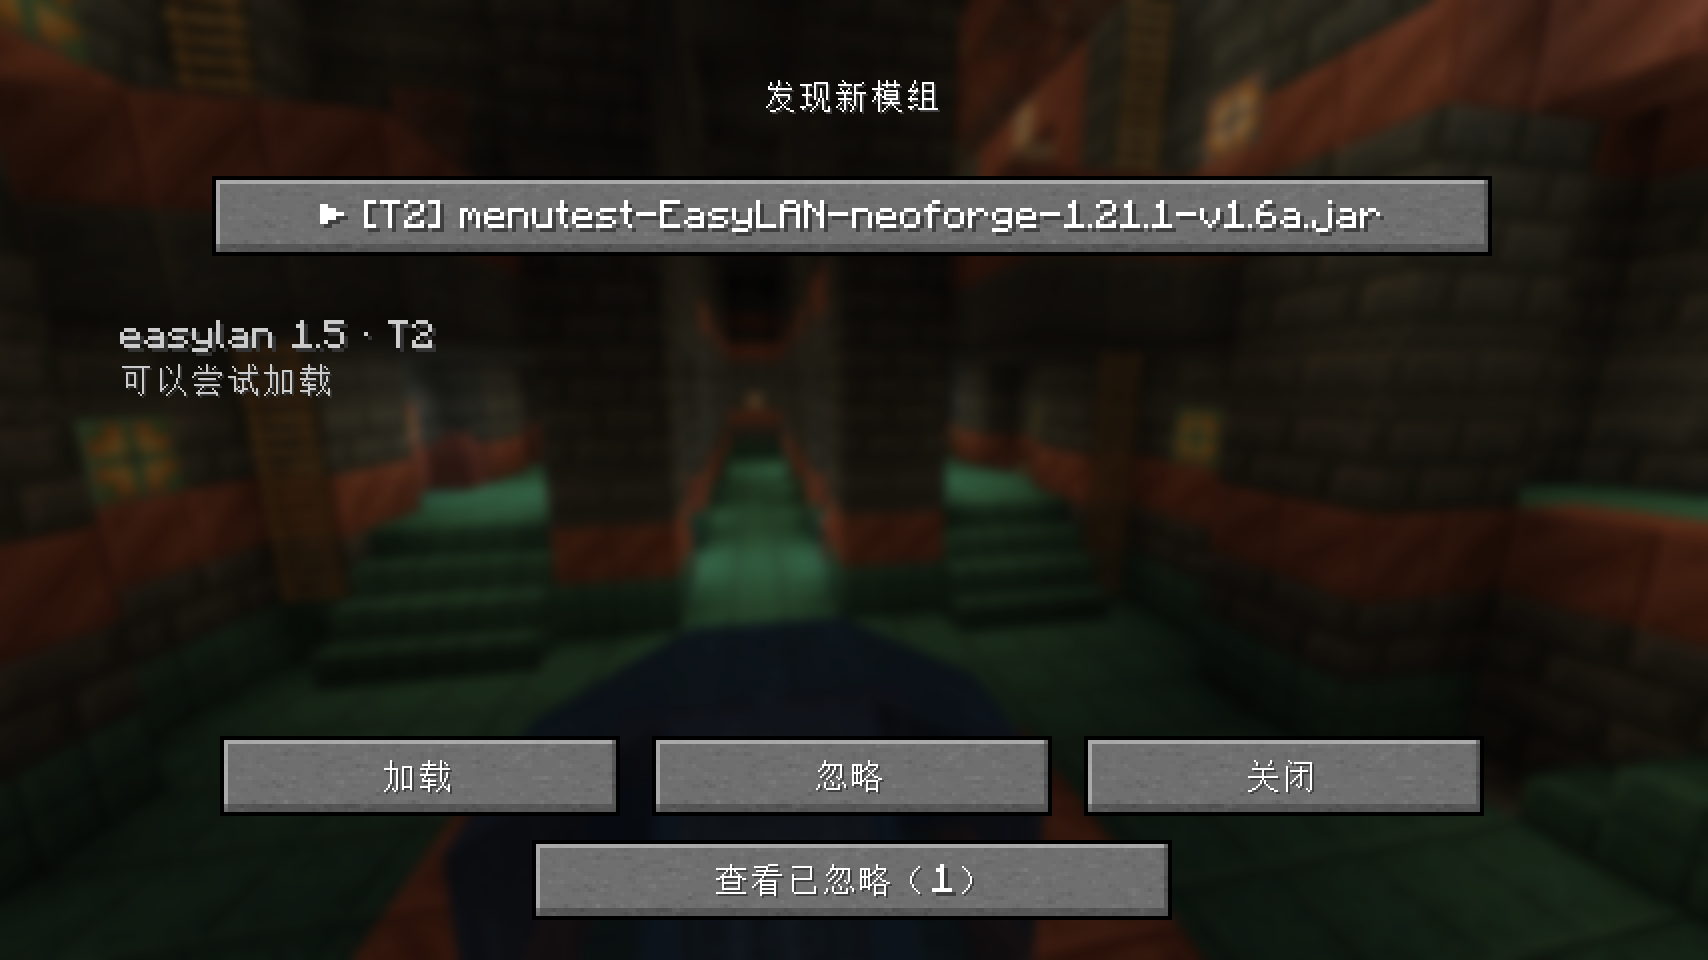 发现新模组
► [T2] menutest-EasyLAN-neoforge-1.21.1-v1.6a.jar
easylan 1.5 · T2
可以尝试加载
加载
忽略
关闭
查看已忽略（1）